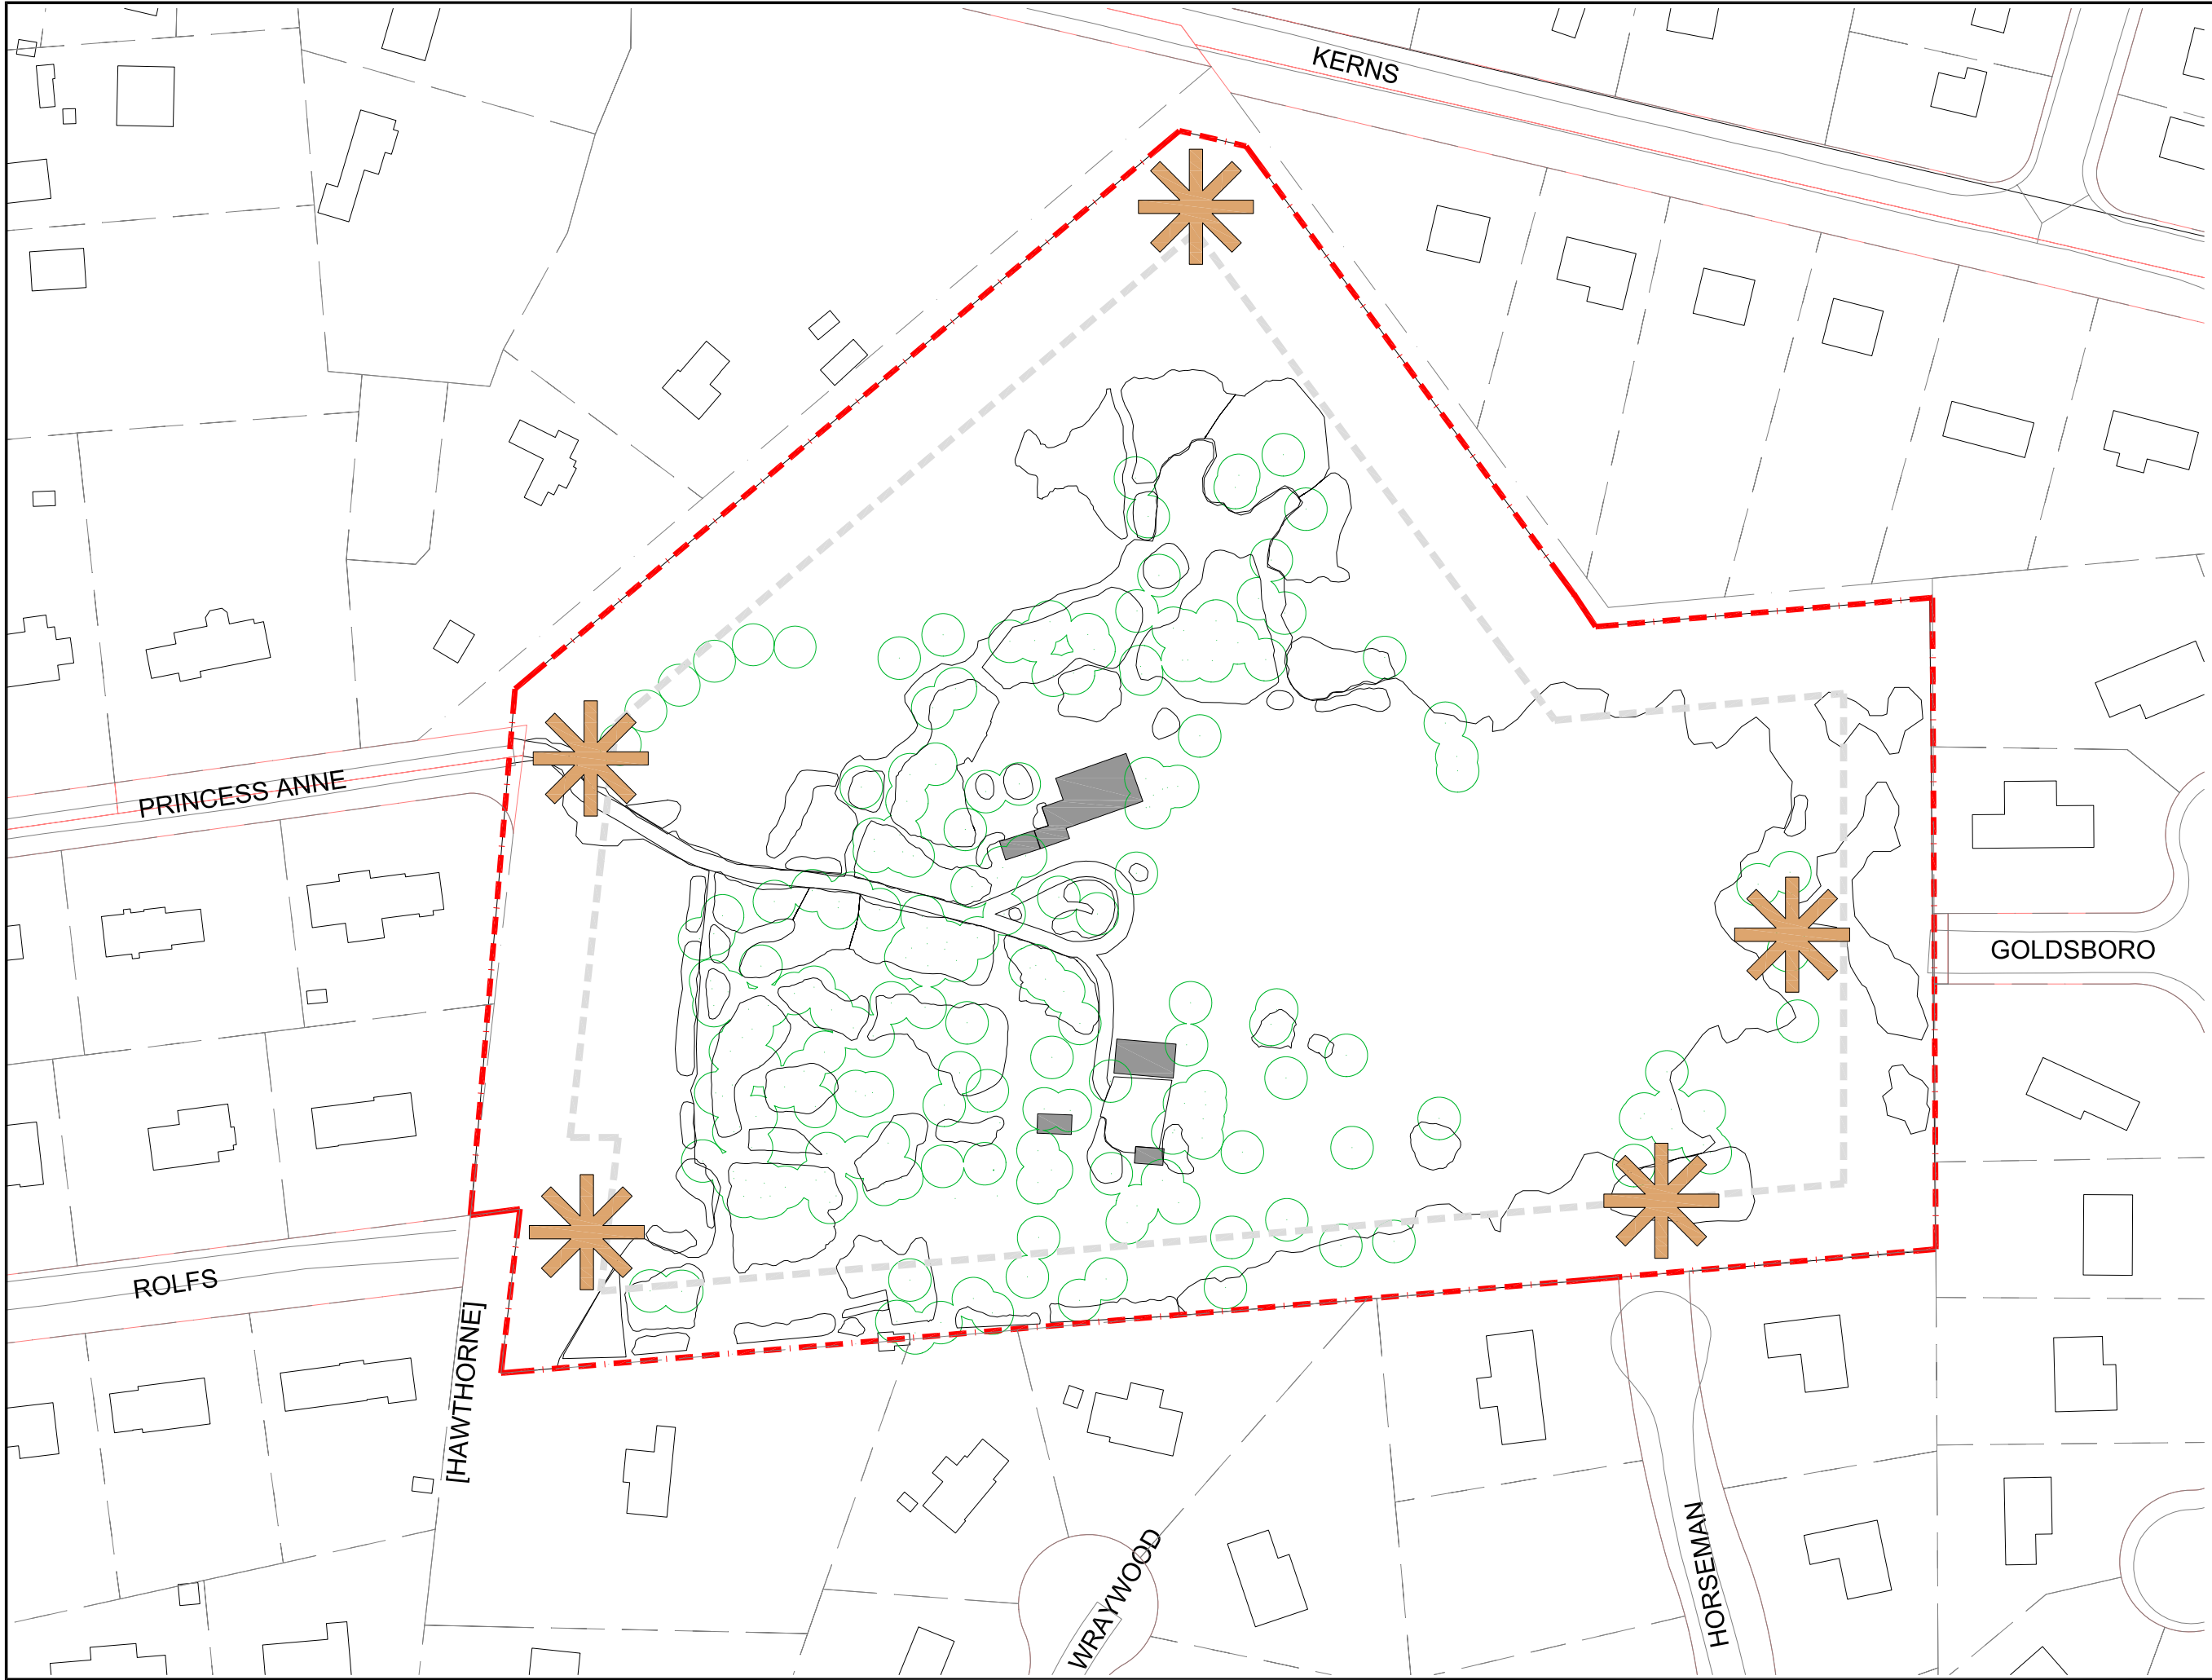 KERNS
PRINCESS ANNE
GOLDSBORO
ROLFS
[HAWTHORNE]
WRAYWOOD
HORSEMAN